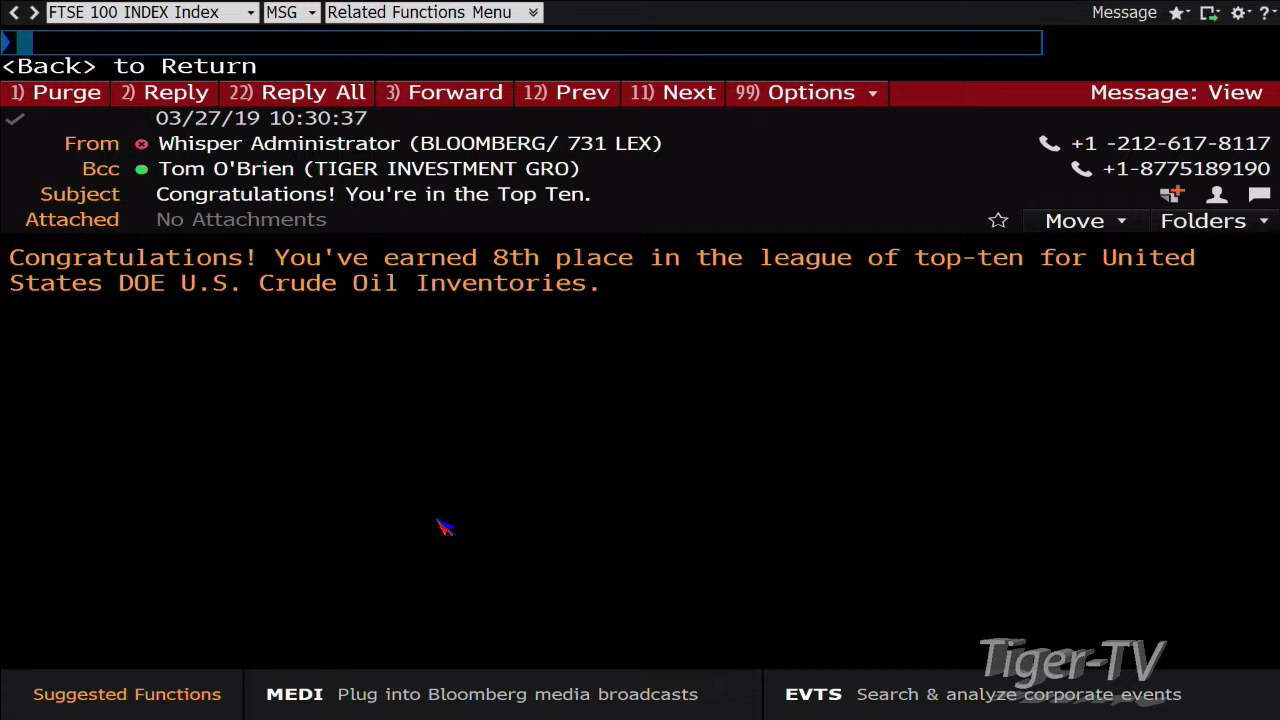 FTSE 100 INDEX Index MSG Related Functions Menu Message ?
<Back> to Return
1) Purge 2) Reply 22) Reply All 3) Forward 12) Prev 11) Next 99) Options Message: View
03/27/19 10:30:37
From Whisper Administrator (BLOOMBERG/ 731 LEX) +1 -212-617-8117
Bcc Tom O'Brien (TIGER INVESTMENT GRO) +1-8775189190
Subject Congratulations! You're in the Top Ten.
Attached No Attachments Move Folders
Congratulations! You've earned 8th place in the league of top-ten for United
States DOE U.S. Crude Oil Inventories.
Tiger-TV
Suggested Functions MEDI Plug into Bloomberg media broadcasts EVTS Search & analyze corporate events